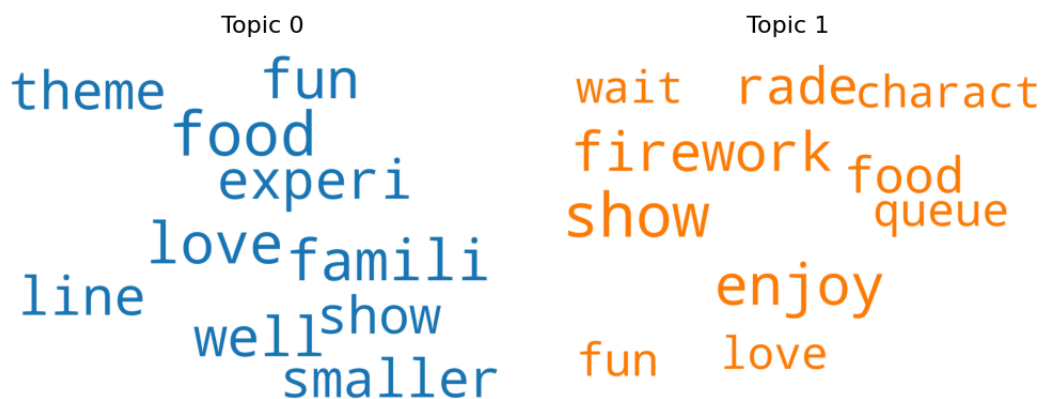 Topic 0
theme fun
food
experi
love famili
line
well show
smaller
Topic 1
wait rade charact
firework
food
show queue
enjoy
fun love